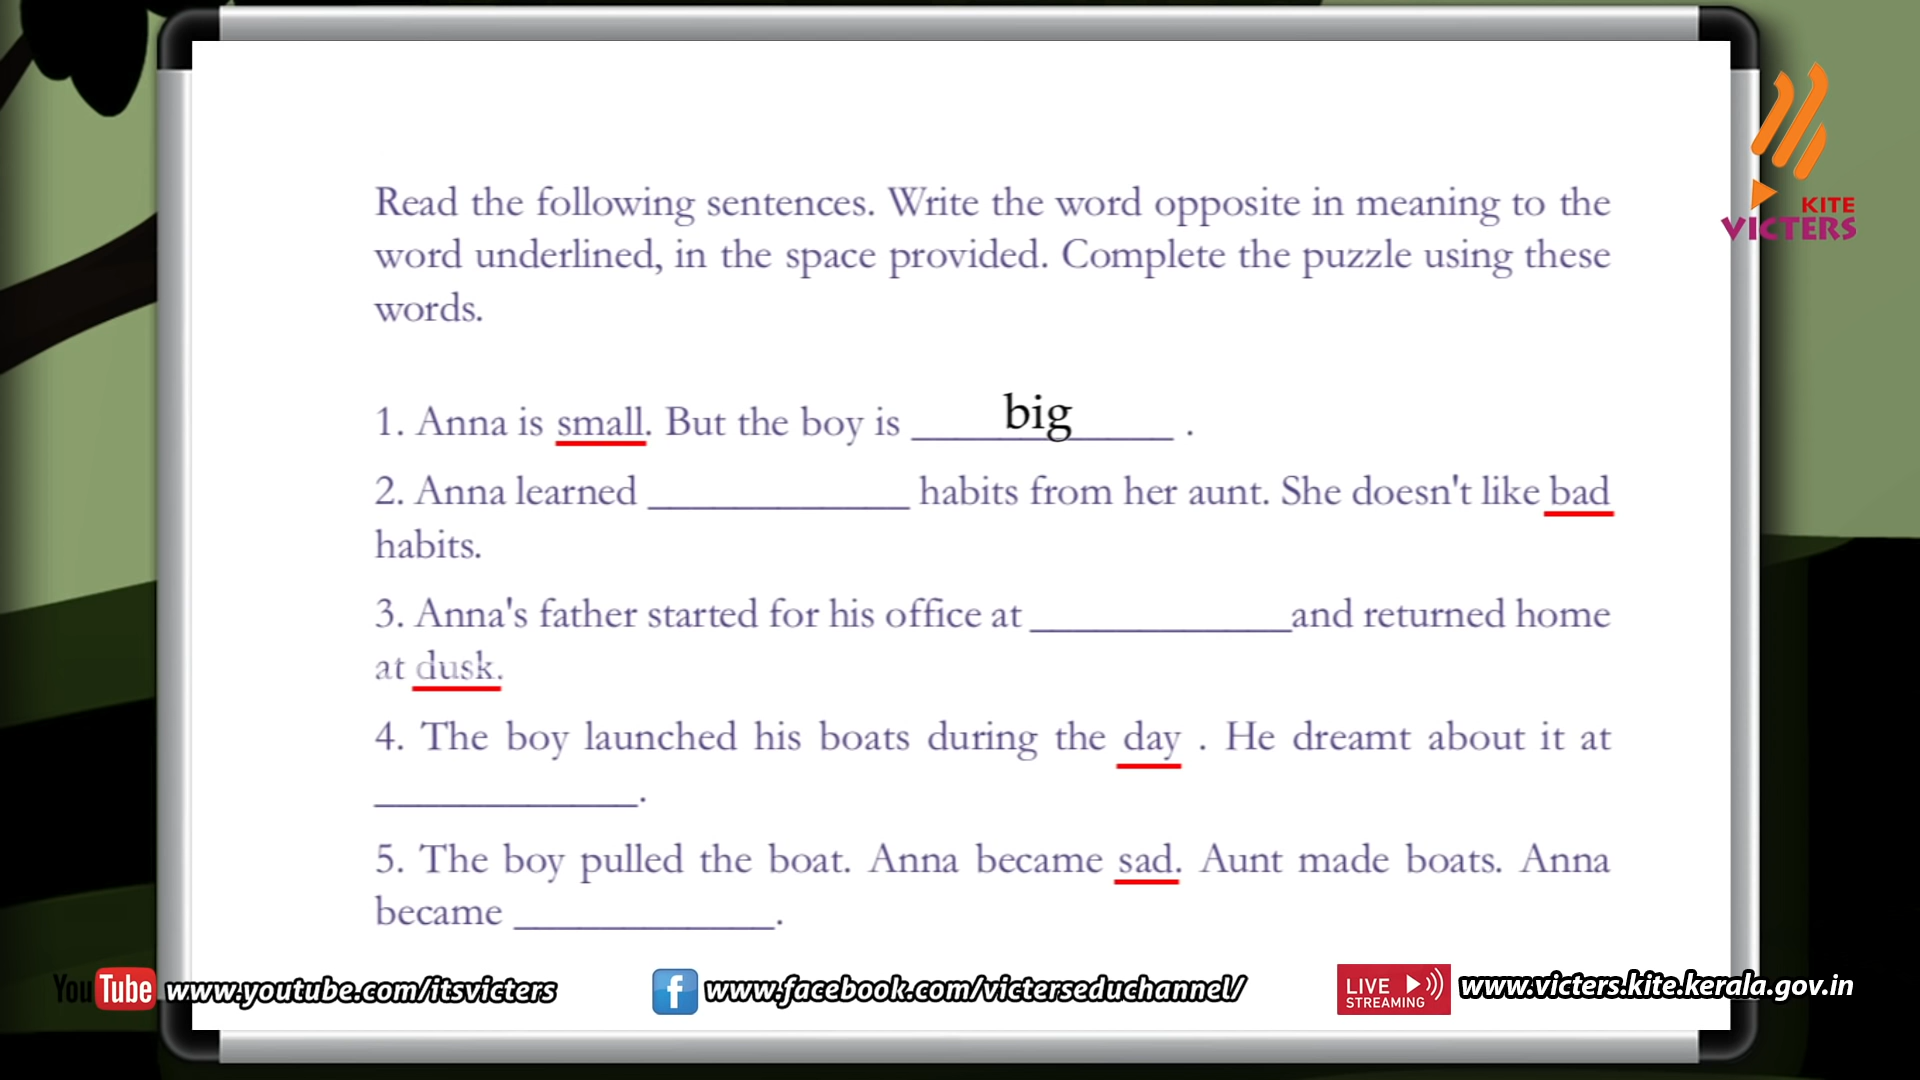 Read the following sentences. Write the word opposite in meaning to the
word underlined, in the space provided. Complete the puzzle using these
words.
1. Anna is small. But the boy is ____________ .
big
2. Anna learned ____________ habits from her aunt. She doesn't like bad
habits.
3. Anna's father started for his office at ____________and returned home
at dusk.
4. The boy launched his boats during the day . He dreamt about it at
____________.
5. The boy pulled the boat. Anna became sad. Aunt made boats. Anna
became ____________.
KITE
VICTERS
YouTube www.youtube.com/itsvicters
f www.facebook.com/victerseduchannel/
LIVE
STREAMING
www.victers.kite.kerala.gov.in